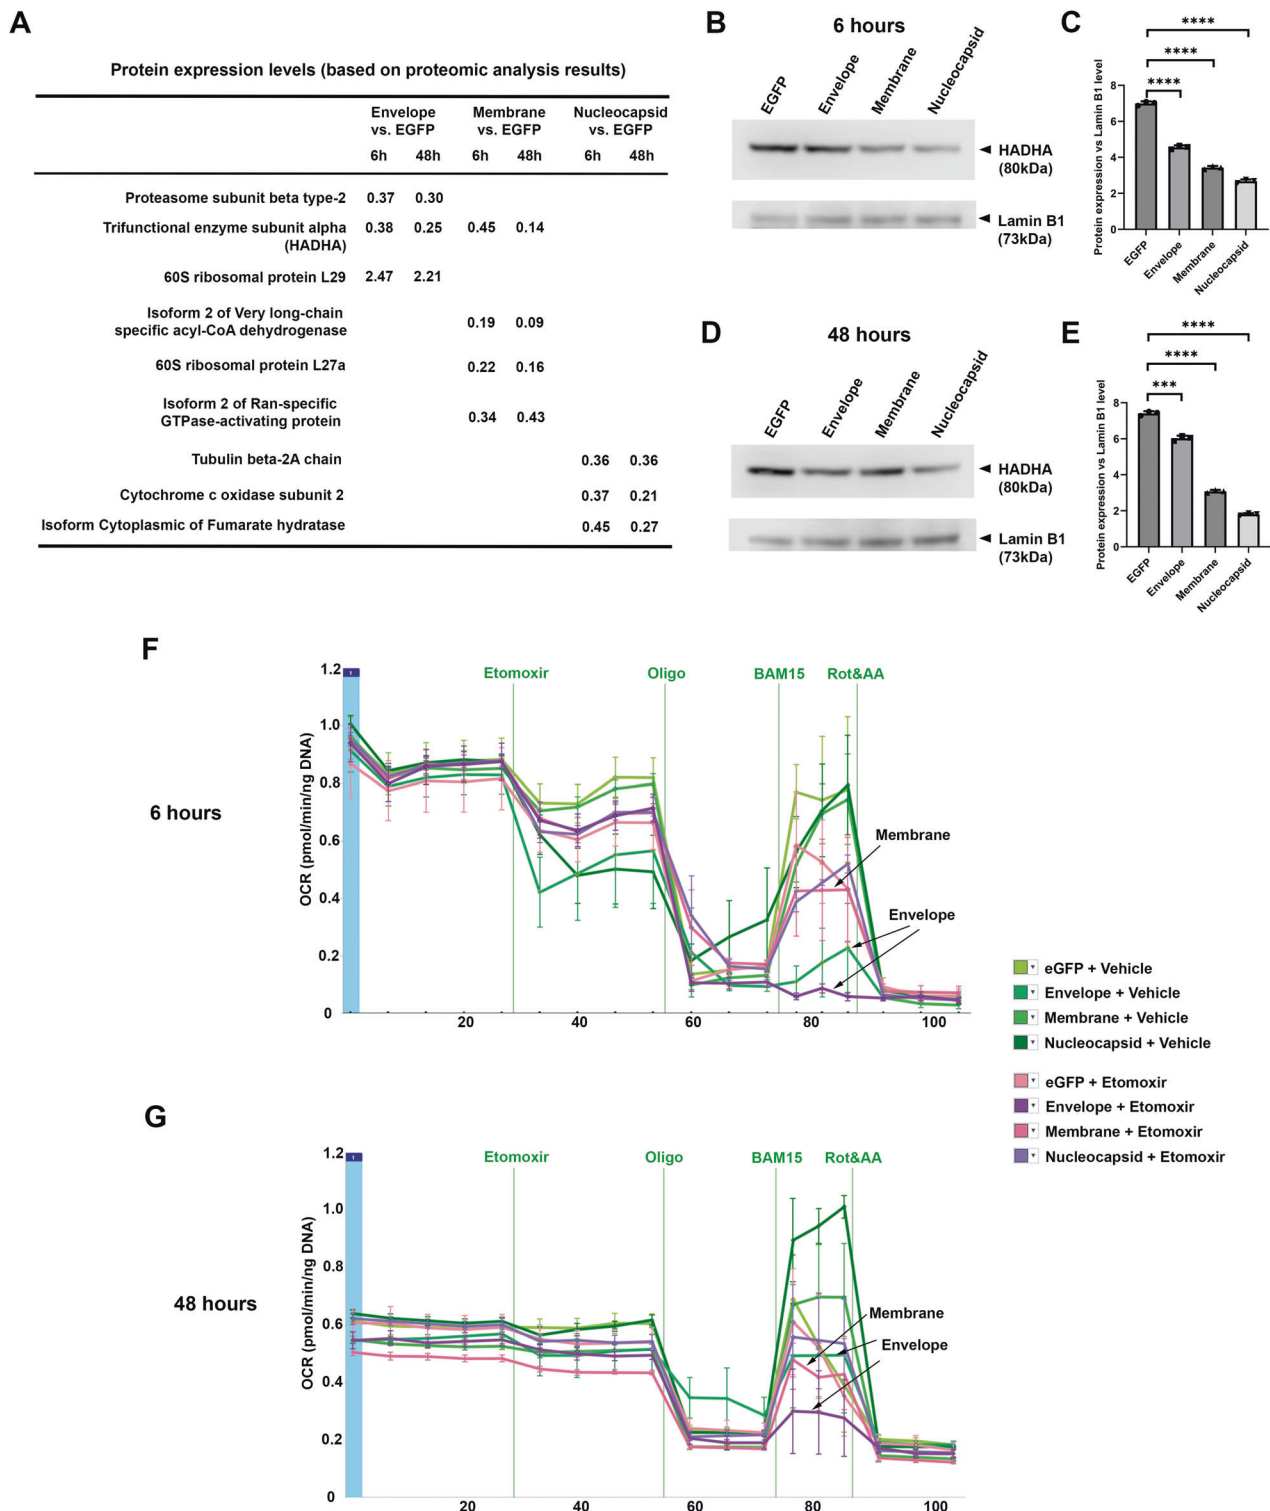 A
Protein expression levels (based on proteomic analysis results)
Envelope vs. EGFP
Membrane vs. EGFP
Nucleocapsid vs. EGFP
6h 48h 6h 48h 6h 48h
Proteasome subunit beta type-2 0.37 0.30
Trifunctional enzyme subunit alpha (HADHA) 0.38 0.25 0.45 0.14
60S ribosomal protein L29 2.47 2.21
Isoform 2 of Very long-chain specific acyl-CoA dehydrogenase 0.19 0.09
60S ribosomal protein L27a 0.22 0.16
Isoform 2 of Ran-specific GTPase-activating protein 0.34 0.43
Tubulin beta-2A chain 0.36 0.36
Cytochrome c oxidase subunit 2 0.37 0.21
Isoform Cytoplasmic of Fumarate hydratase 0.45 0.27
B
6 hours
EGFP
Envelope
Membrane
Nucleocapsid
HADHA
(80kDa)
Lamin B1
(73kDa)
C
****
****
****
Protein expression vs Lamin B1 level
8
6
4
2
0
EGFP
Envelope
Membrane
Nucleocapsid
D
48 hours
EGFP
Envelope
Membrane
Nucleocapsid
HADHA
(80kDa)
Lamin B1
(73kDa)
E
****
****
***
Protein expression vs Lamin B1 level
8
6
4
2
0
EGFP
Envelope
Membrane
Nucleocapsid
F
6 hours
OCR (pmol/min/ng DNA)
1.2
1.0
0.8
0.6
0.4
0.2
0
1
Etomoxir
Oligo
BAM15
Rot&AA
Membrane
Envelope
20 40 60 80 100
eGFP + Vehicle
Envelope + Vehicle
Membrane + Vehicle
Nucleocapsid + Vehicle
eGFP + Etomoxir
Envelope + Etomoxir
Membrane + Etomoxir
Nucleocapsid + Etomoxir
G
48 hours
OCR (pmol/min/ng DNA)
1.2
1.0
0.8
0.6
0.4
0.2
0
1
Etomoxir
Oligo
BAM15
Rot&AA
Membrane
Envelope
20 40 60 80 100